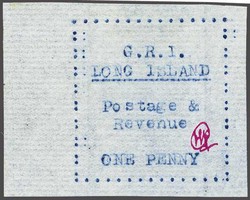 G.R.I.
LONG ISLAND
Postage &
Revenue
ONE PENNY